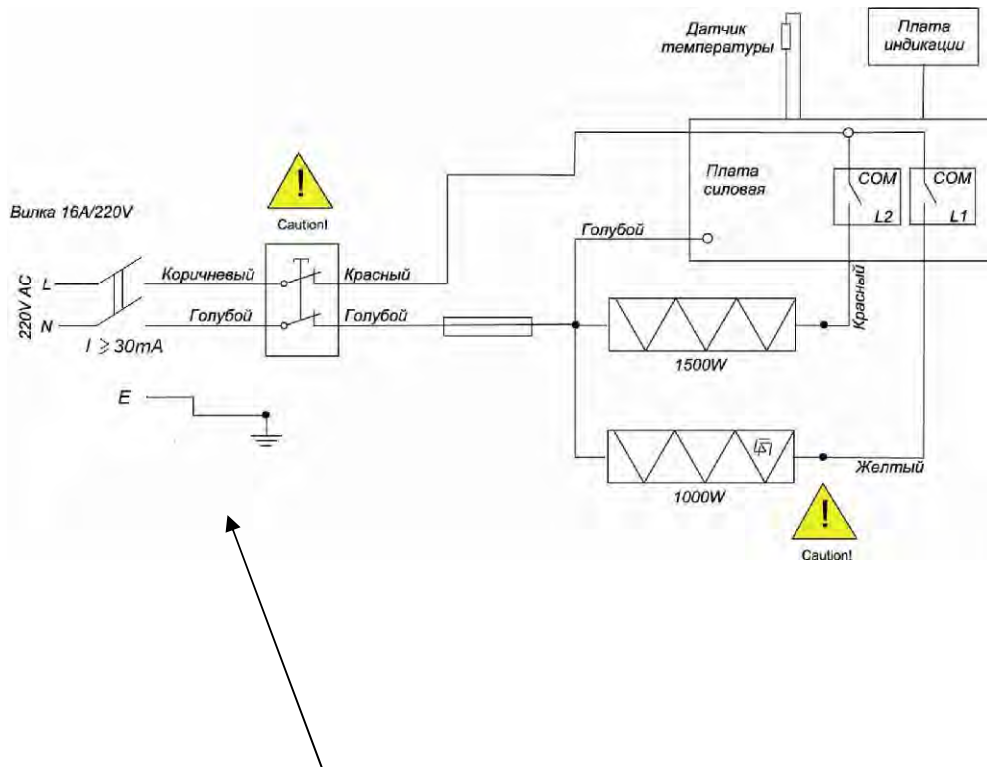 Датчик
температуры
Плата
индикации
Плата
силовая
COM
L2
COM
L1
!
Caution!
Вилка 16A/220V
220V AC
L
N
Коричневый
Красный
Голубой
Голубой
Голубой
I ⩾ 30mA
E
Красный
1500W
1000W
Желтый
!
Caution!